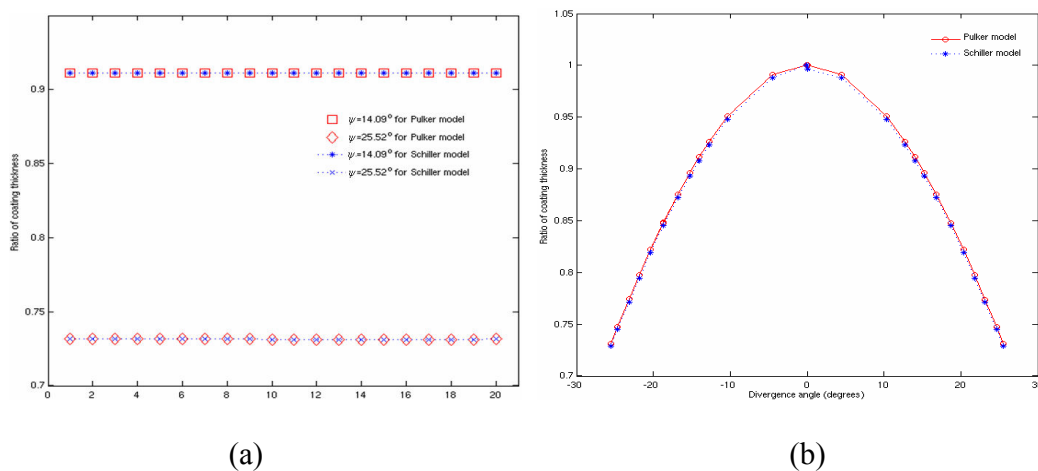 0.9
0.85
0.8
0.75
0.7
Ratio of coating thickness
ψ=14.09° for Pulker model
ψ=25.52° for Pulker model
ψ=14.09° for Schiller model
ψ=25.52° for Schiller model
0 2 4 6 8 10 12 14 16 18 20
(a)
1.05
1
0.95
0.9
0.85
0.8
0.75
0.7
Ratio of coating thickness
Pulker model
Schiller model
-30 -20 -10 0 10 20 30
Divergence angle (degrees)
(b)